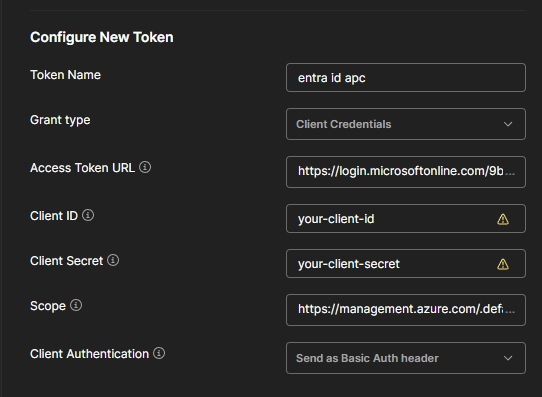 Configure New Token
Token Name
entra id apc
Grant type
Client Credentials
Access Token URL
https://login.microsoftonline.com/9b...
Client ID
your-client-id
Client Secret
your-client-secret
Scope
https://management.azure.com/.defa...
Client Authentication
Send as Basic Auth header